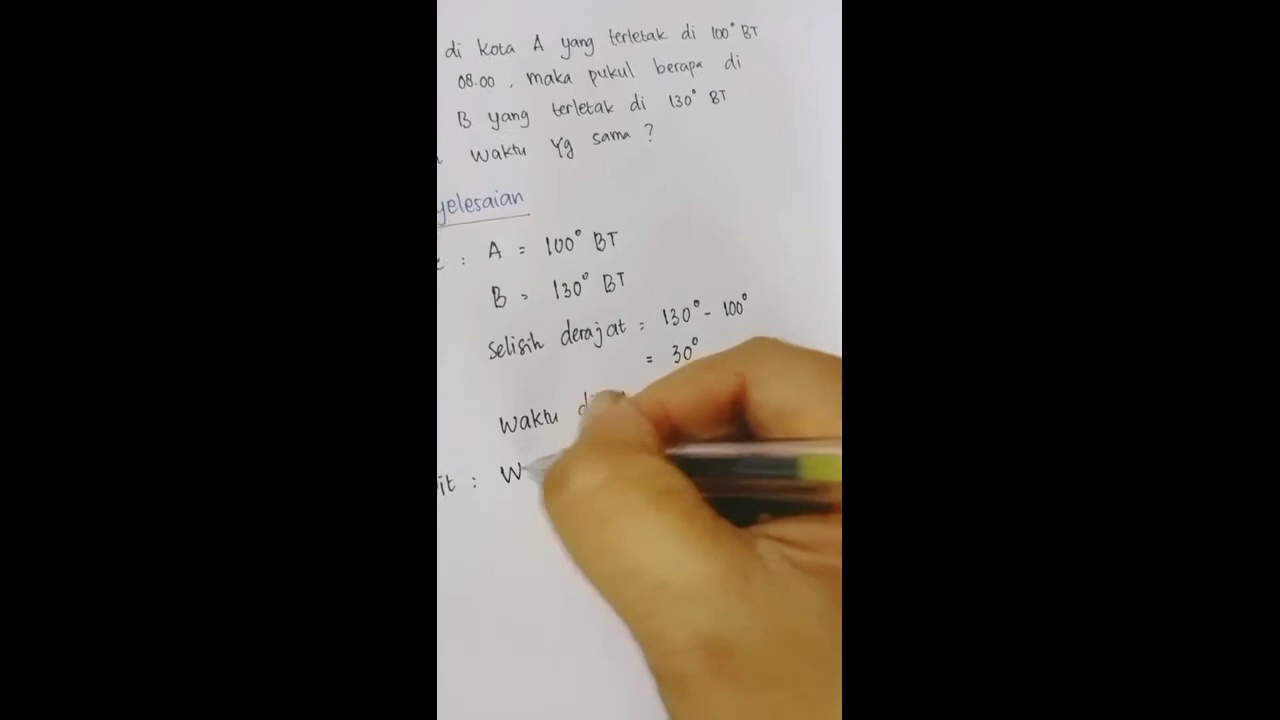 di kota A yang terletak di 100° BT
08.00 , maka pukul berapa di
B yang terletak di 130° BT
waktu Yg sama ?
yelesaian
: A = 100° BT
B = 130° BT
Selisih derajat = 130° - 100°
= 30°
Waktu
it : W